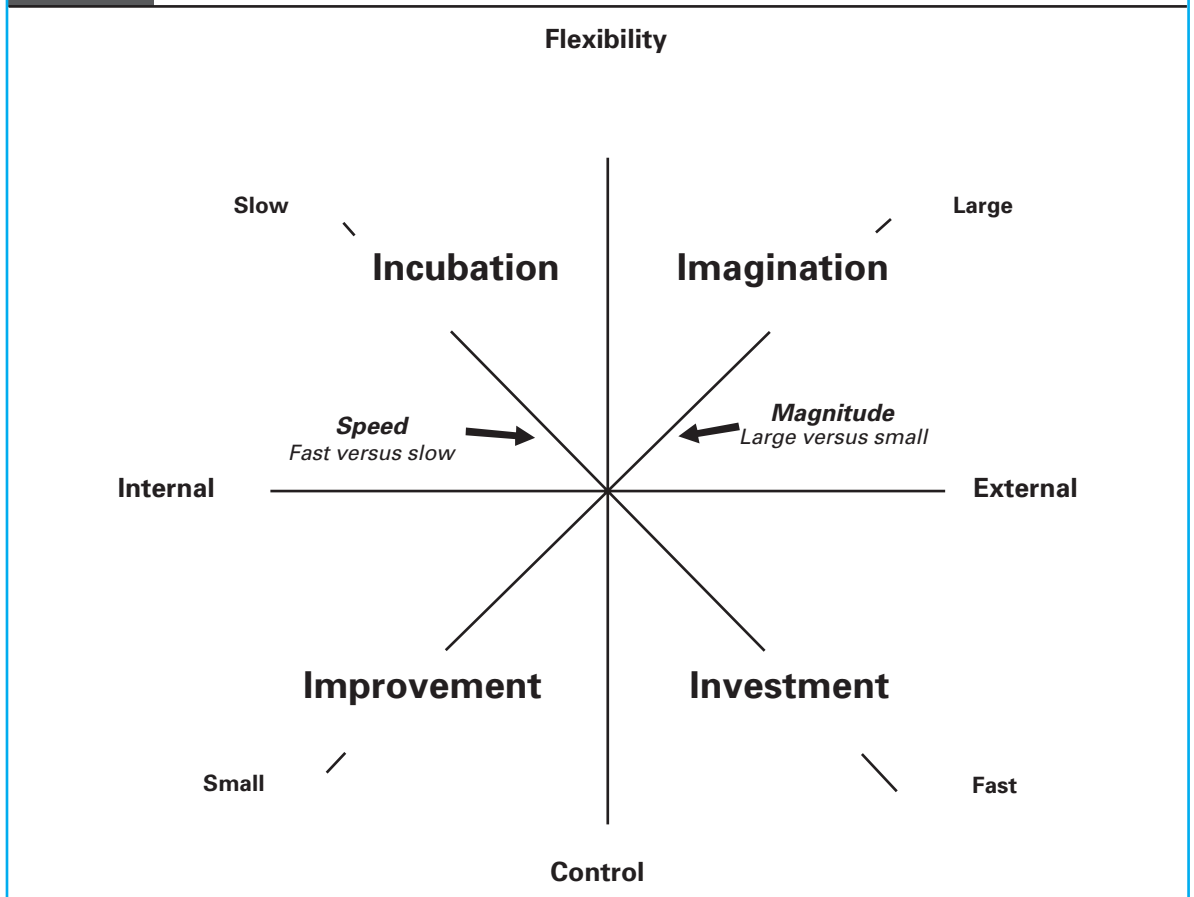 Flexibility
Slow
Large
Incubation
Imagination
Speed
Fast versus slow
Magnitude
Large versus small
Internal
External
Improvement
Investment
Small
Fast
Control